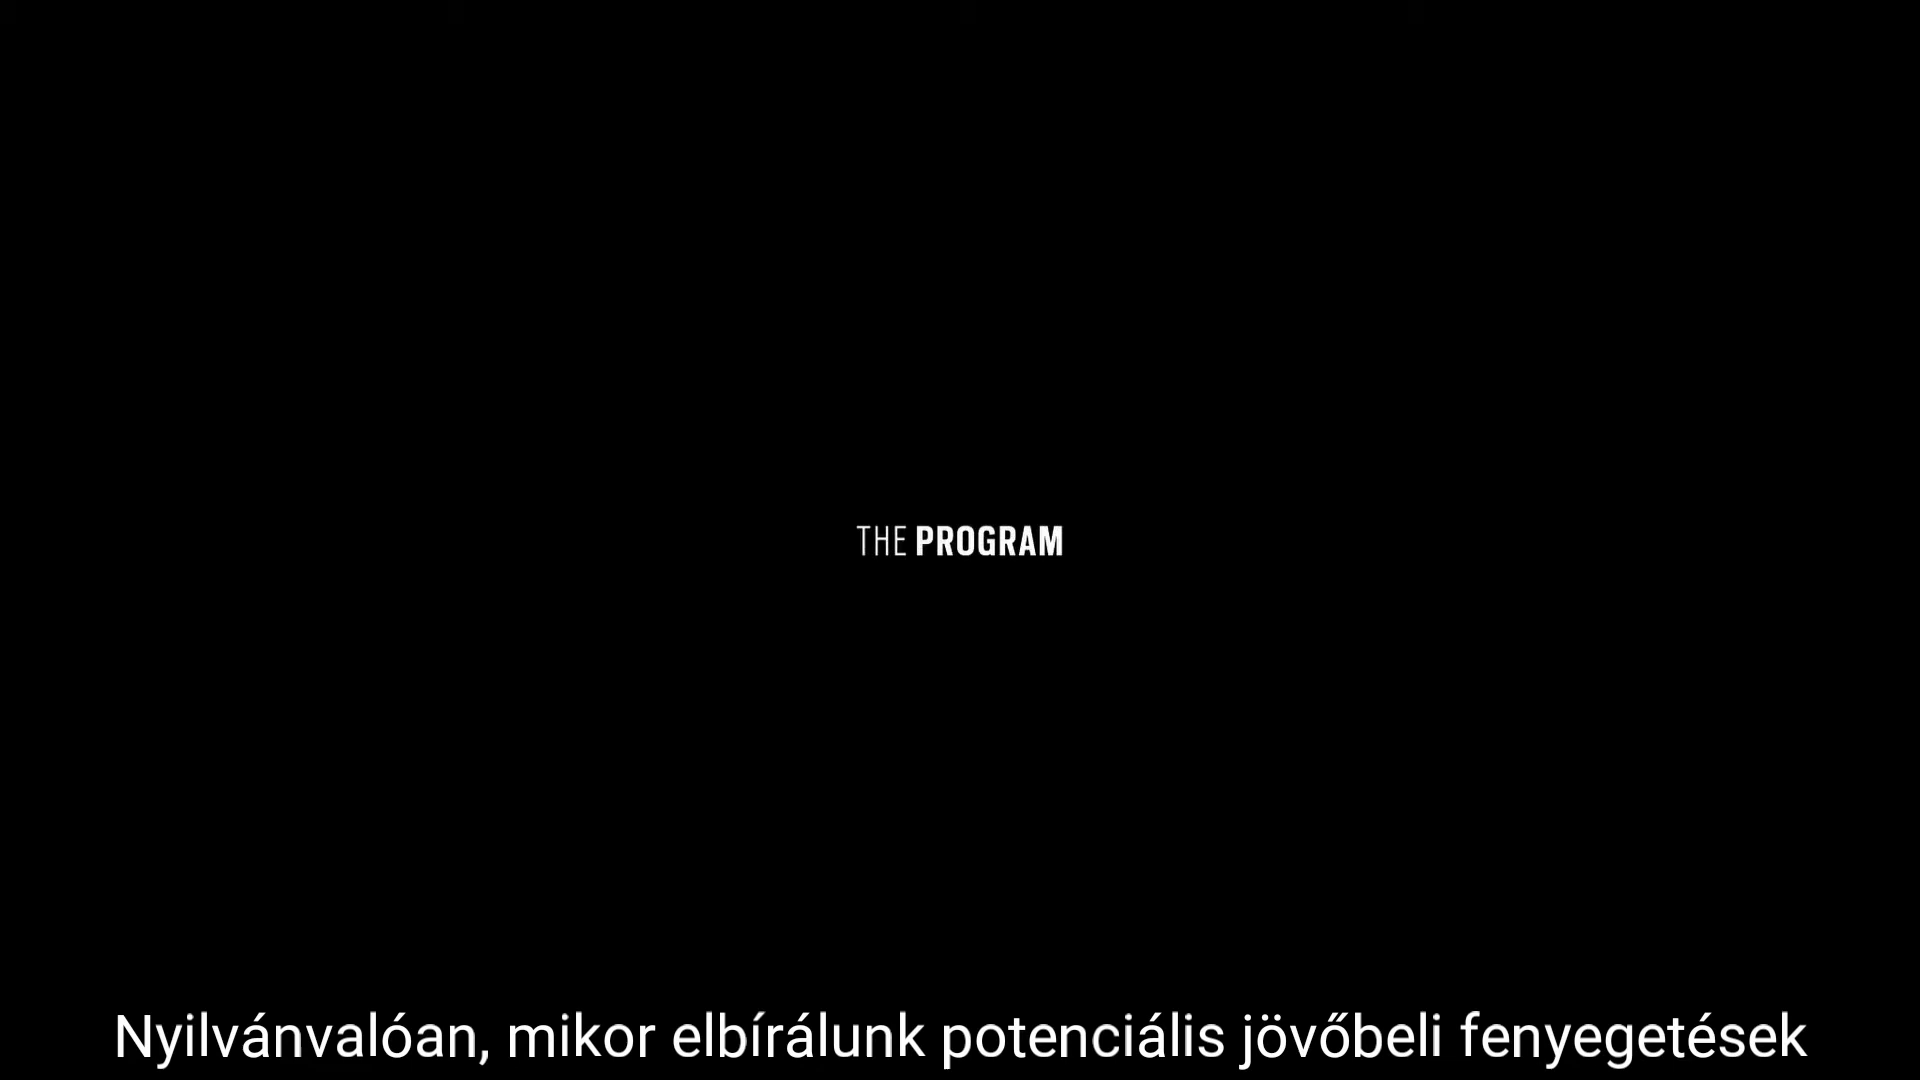 THE PROGRAM
Nyilvánvalóan, mikor elbírálunk potenciális jövőbeli fenyegetések